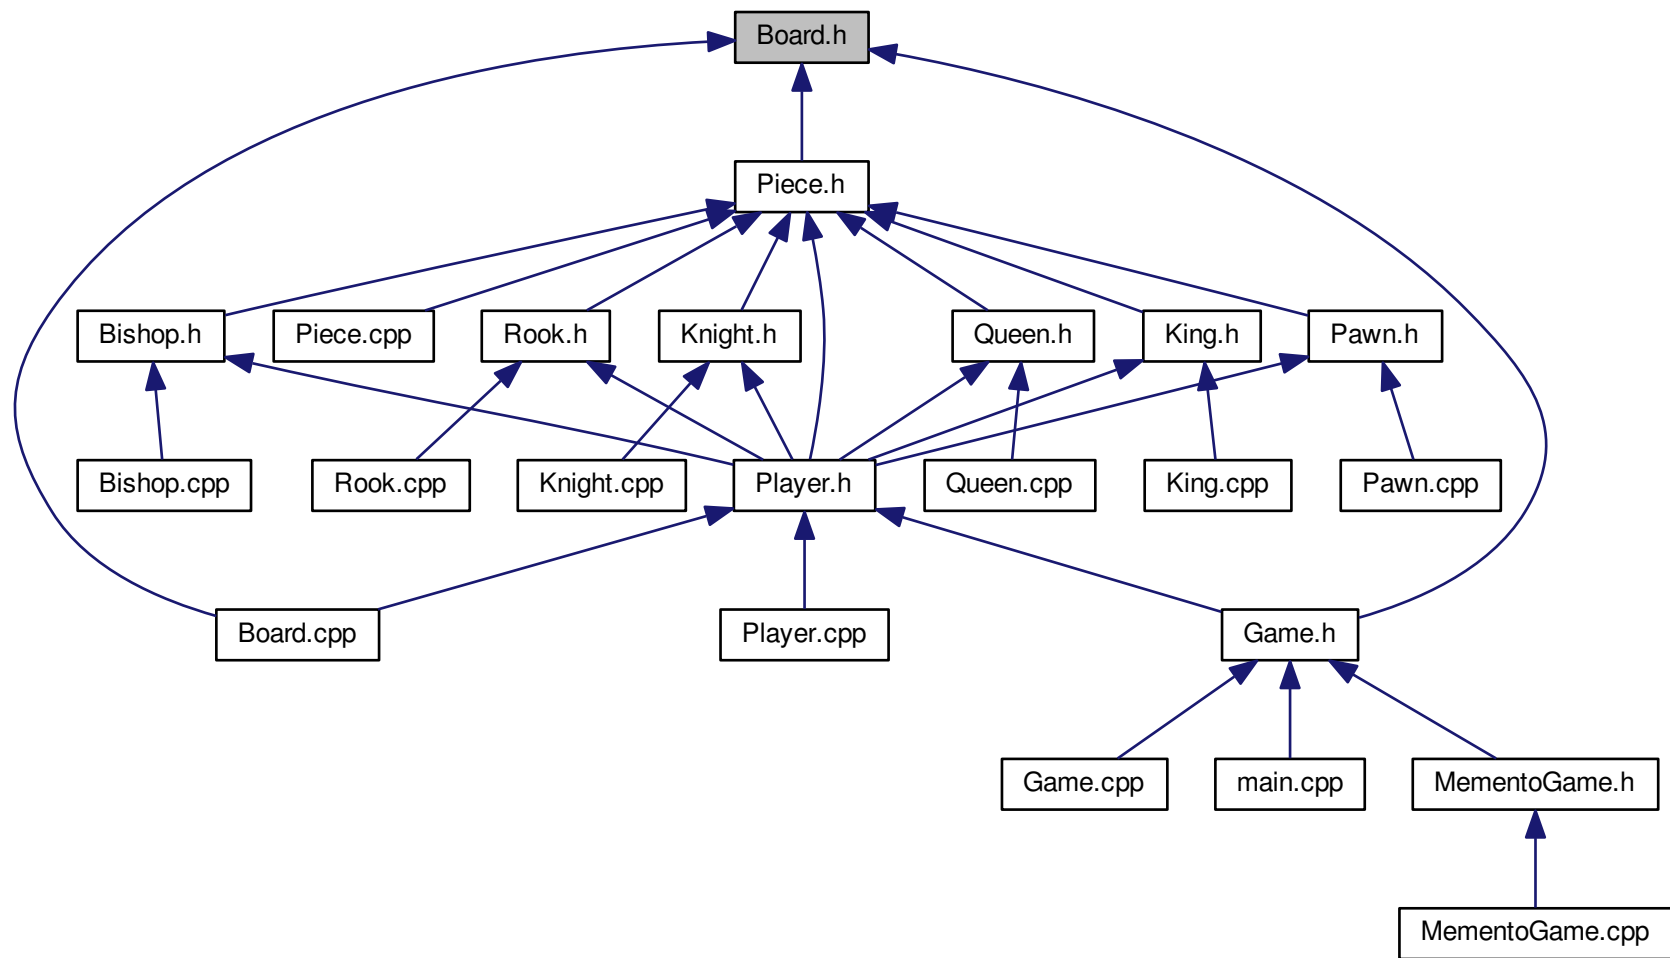 Board.h
Piece.h
Bishop.h
Piece.cpp
Rook.h
Knight.h
Queen.h
King.h
Pawn.h
Bishop.cpp
Rook.cpp
Knight.cpp
Player.h
Queen.cpp
King.cpp
Pawn.cpp
Board.cpp
Player.cpp
Game.h
Game.cpp
main.cpp
MementoGame.h
MementoGame.cpp